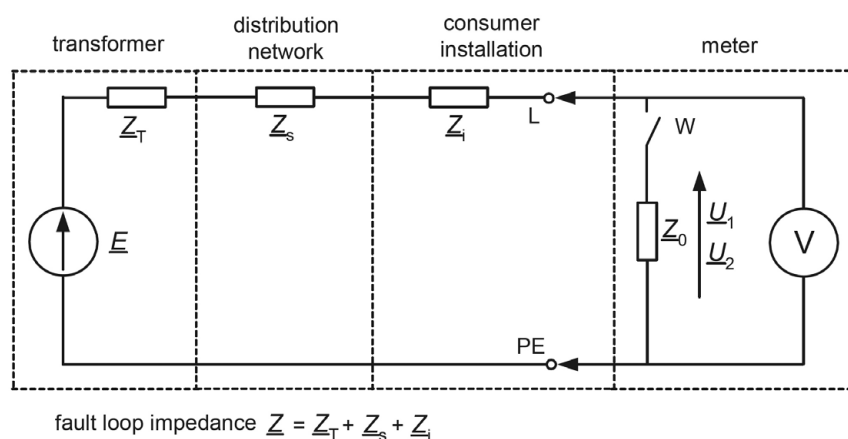 transformer
distribution
network
consumer
installation
meter
Z_T
Z_s
Z_i
L
W
E
Z_0
U_1
U_2
V
PE
fault loop impedance Z = Z_T + Z_s + Z_i